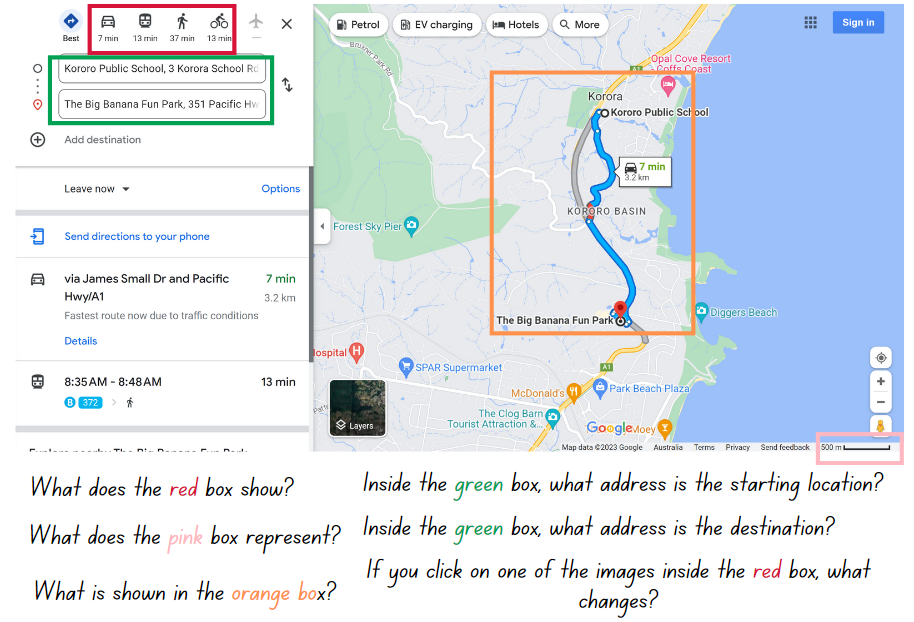 Best
7 min
13 min
37 min
13 min
Kororo Public School, 3 Korora School Rd
The Big Banana Fun Park, 351 Pacific Hw
Add destination
Leave now
Options
Send directions to your phone
via James Small Dr and Pacific
Hwy/A1
7 min
3.2 km
Fastest route now due to traffic conditions
Details
8:35 AM - 8:48 AM
13 min
B 372
Explore nearby The Big Banana Fun Park
Petrol
EV charging
Hotels
More
Sign in
Bruxner Park Rd
A1
Opal Cove Resort
Coffs Coast
Korora
Kororo Public School
7 min
3.2 km
KORORO BASIN
Forest Sky Pier
The Big Banana Fun Park
Diggers Beach
Hospital
H
SPAR Supermarket
A1
McDonald's
Park Beach Plaza
The Clog Barn
Tourist Attraction &...
Google
Moey
Layers
Map data ©2023 Google
Australia
Terms
Privacy
Send feedback
500 m
What does the red box show?
What does the pink box represent?
What is shown in the orange box?
Inside the green box, what address is the starting location?
Inside the green box, what address is the destination?
If you click on one of the images inside the red box, what
changes?